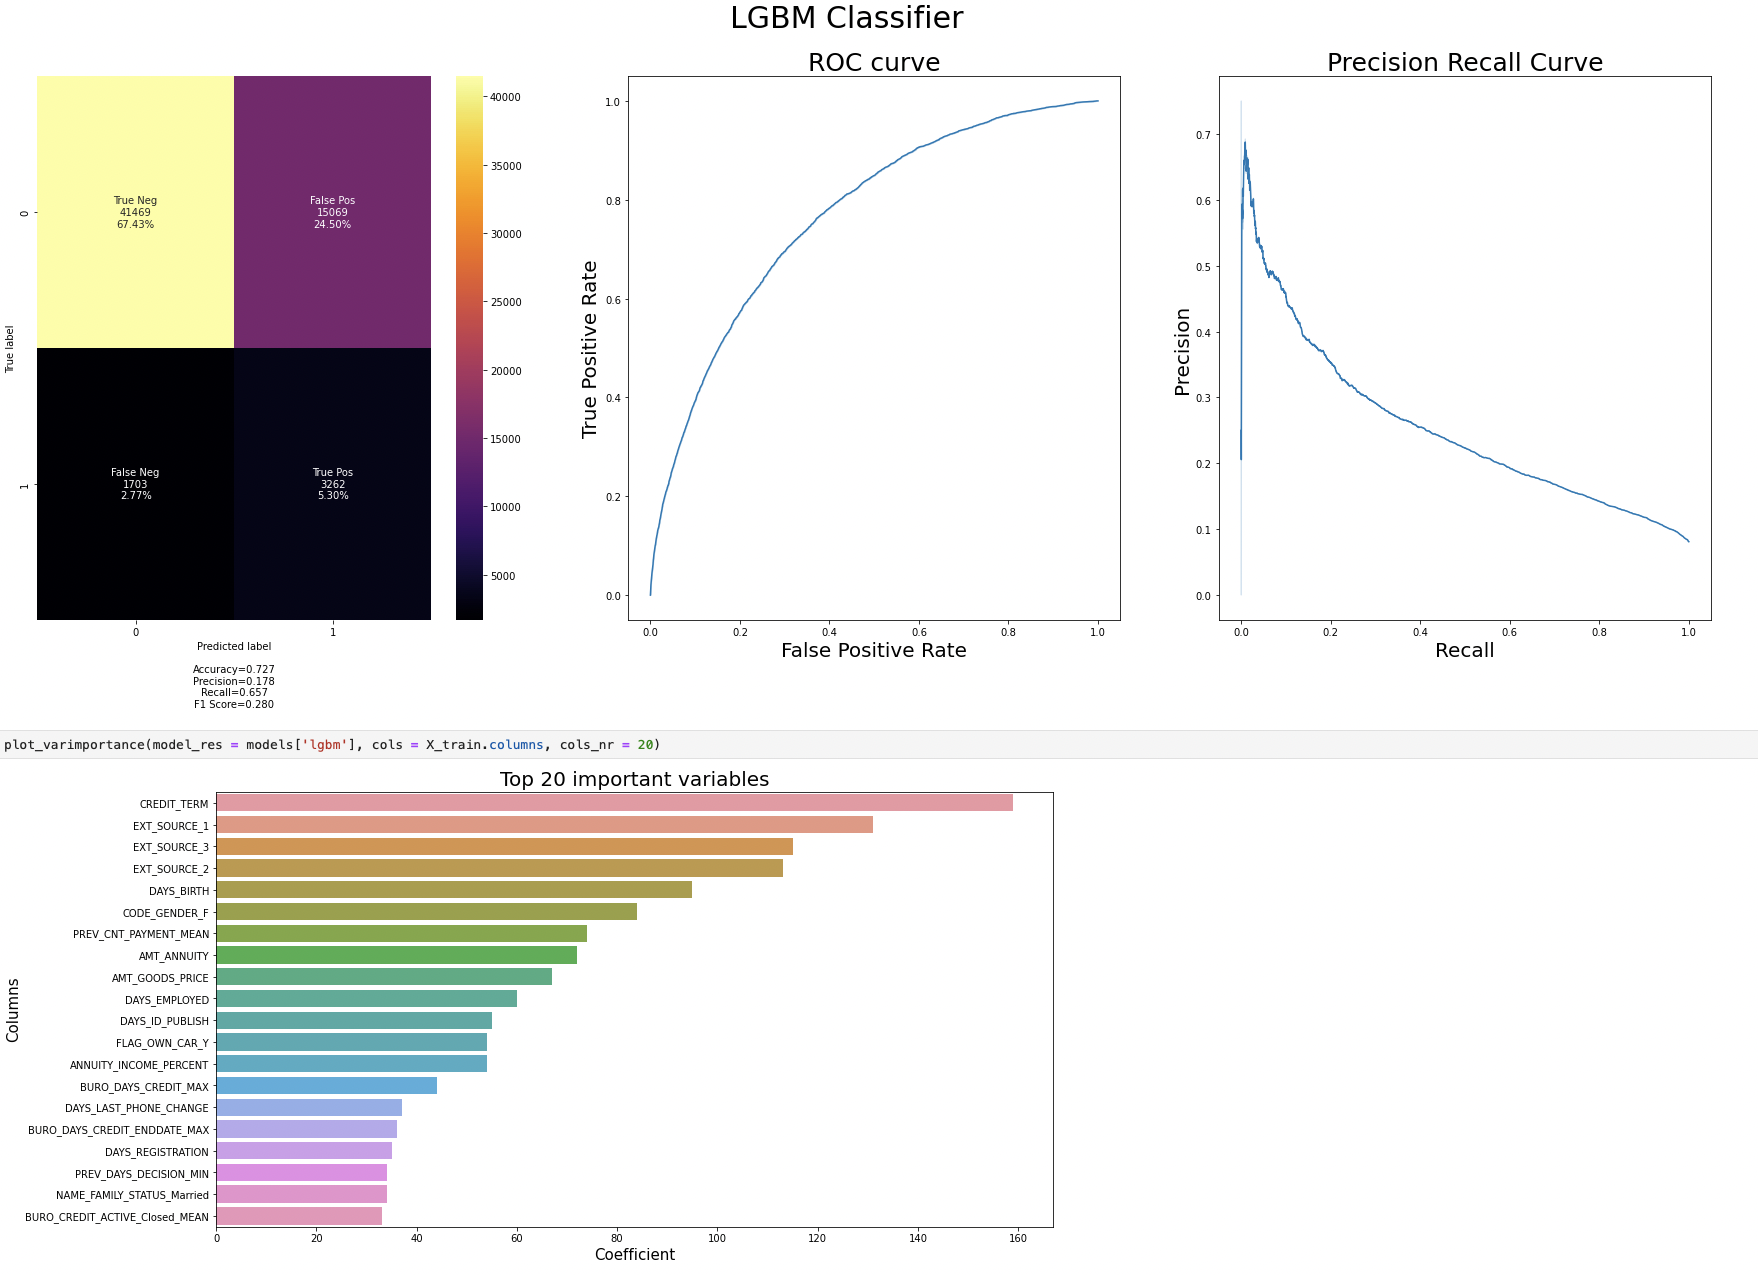 LGBM Classifier
True Neg
41469
67.43%
False Pos
15069
24.50%
False Neg
1703
2.77%
True Pos
3262
5.30%
0
1
True label
0
1
Predicted label
Accuracy=0.727
Precision=0.178
Recall=0.657
F1 Score=0.280
40000
35000
30000
25000
20000
15000
10000
5000
ROC curve
True Positive Rate
1.0
0.8
0.6
0.4
0.2
0.0
0.0
0.2
0.4
0.6
0.8
1.0
False Positive Rate
Precision Recall Curve
Precision
0.7
0.6
0.5
0.4
0.3
0.2
0.1
0.0
0.0
0.2
0.4
0.6
0.8
1.0
Recall
plot_varimportance(model_res = models['lgbm'], cols = X_train.columns, cols_nr = 20)
Top 20 important variables
Columns
CREDIT_TERM
EXT_SOURCE_1
EXT_SOURCE_3
EXT_SOURCE_2
DAYS_BIRTH
CODE_GENDER_F
PREV_CNT_PAYMENT_MEAN
AMT_ANNUITY
AMT_GOODS_PRICE
DAYS_EMPLOYED
DAYS_ID_PUBLISH
FLAG_OWN_CAR_Y
ANNUITY_INCOME_PERCENT
BURO_DAYS_CREDIT_MAX
DAYS_LAST_PHONE_CHANGE
BURO_DAYS_CREDIT_ENDDATE_MAX
DAYS_REGISTRATION
PREV_DAYS_DECISION_MIN
NAME_FAMILY_STATUS_Married
BURO_CREDIT_ACTIVE_Closed_MEAN
0
20
40
60
80
100
120
140
160
Coefficient